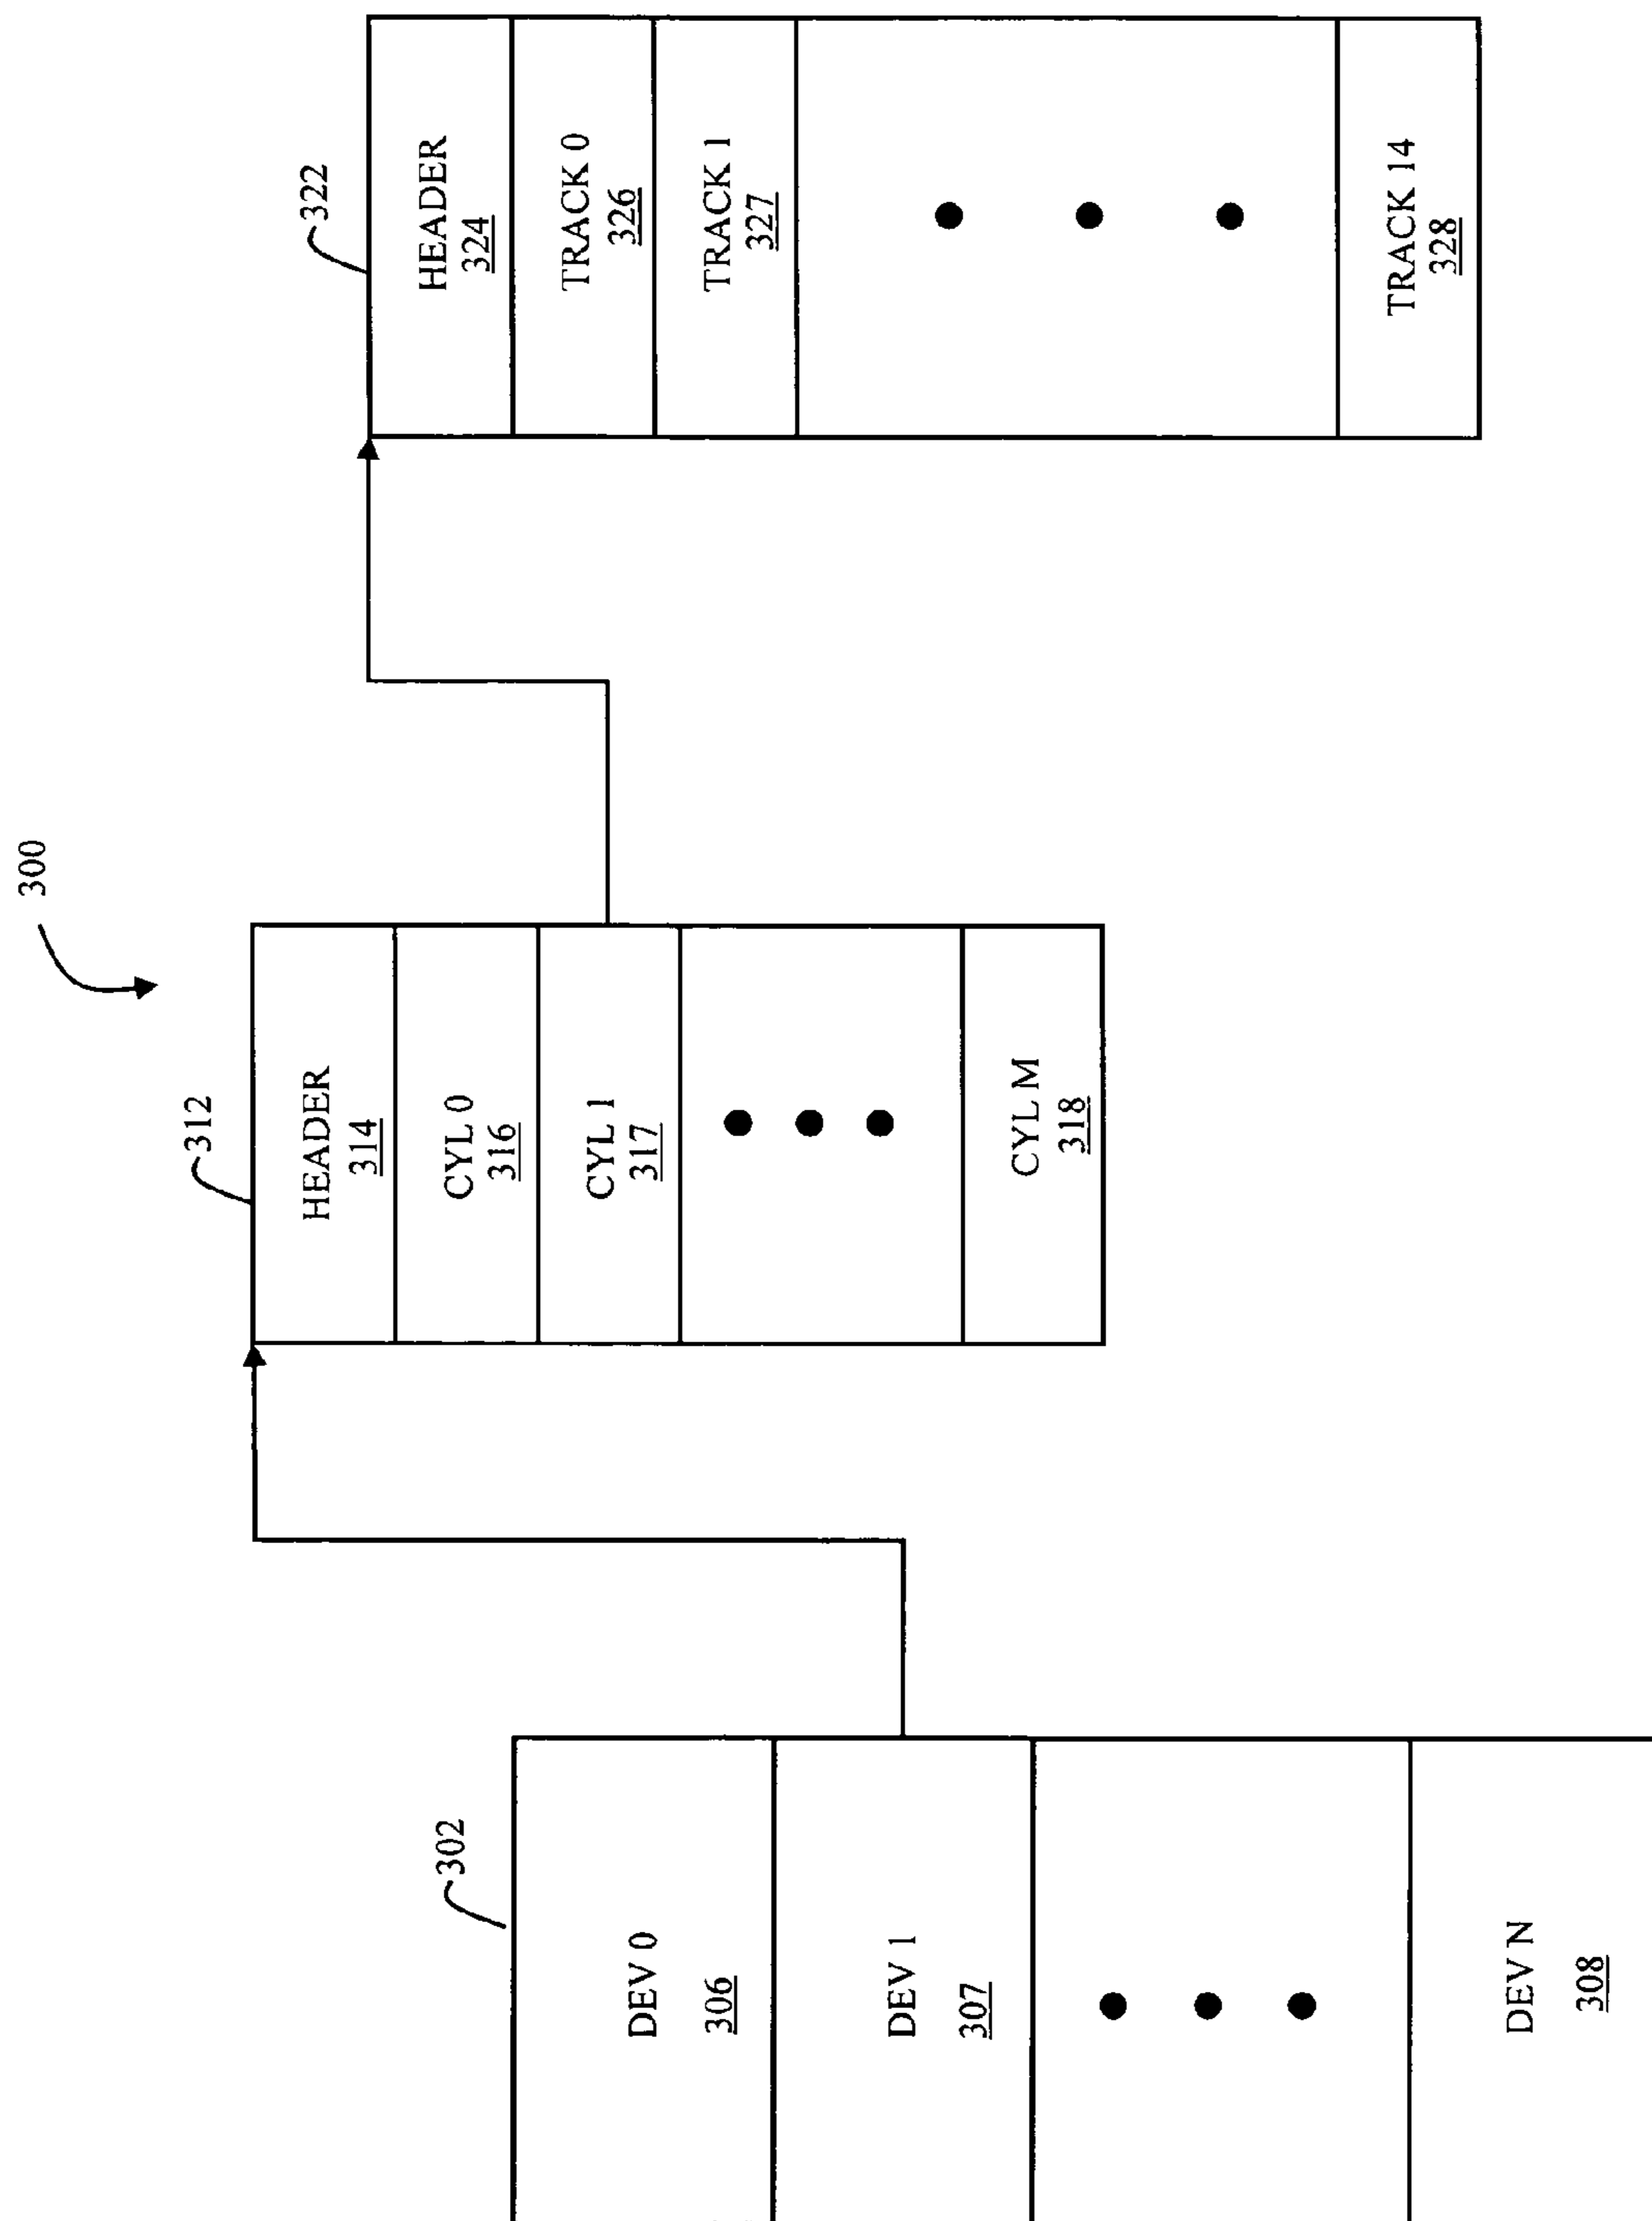 300
302
DEV 0
306
DEV 1
307
DEV N
308
312
HEADER
314
CYL 0
316
CYL 1
317
CYL M
318
322
HEADER
324
TRACK 0
326
TRACK 1
327
TRACK 14
328